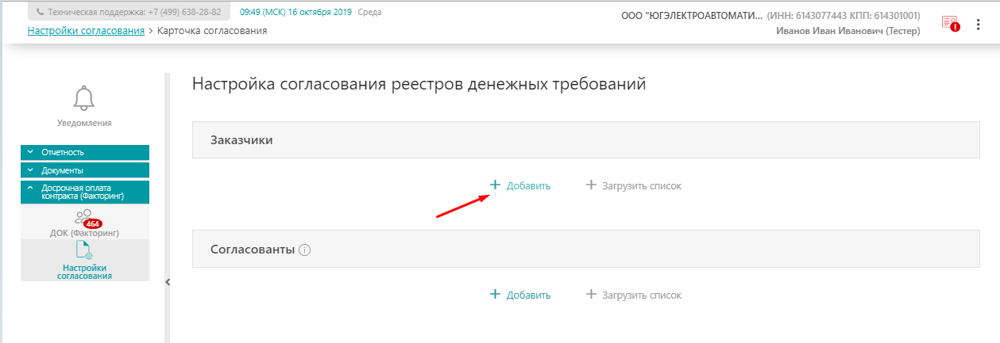 Техническая поддержка: +7 (499) 638-28-82
09:49 (МСК) 16 октября 2019 Среда
ООО "ЮГЭЛЕКТРОАВТОМАТИ... (ИНН: 6143077443 КПП: 614301001)
Иванов Иван Иванович (Тестер)
Настройки согласования > Карточка согласования
Уведомления
Отчетность
Документы
Досрочная оплата
контракта (Факторинг)
464
ДОК (Факторинг)
Настройки
согласования
Настройка согласования реестров денежных требований
Заказчики
+ Добавить + Загрузить список
Согласованты i
+ Добавить + Загрузить список